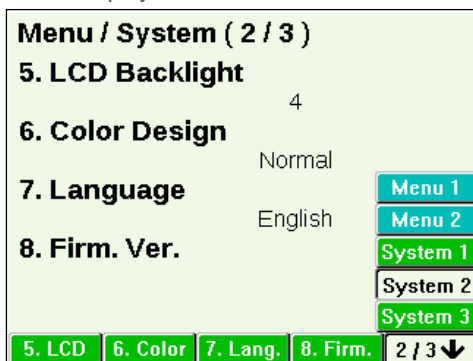 Menu / System ( 2 / 3 )
5. LCD Backlight
4
6. Color Design
Normal
7. Language
English
8. Firm. Ver.
Menu 1
Menu 2
System 1
System 2
System 3
5. LCD
6. Color
7. Lang.
8. Firm.
2 / 3 ↓